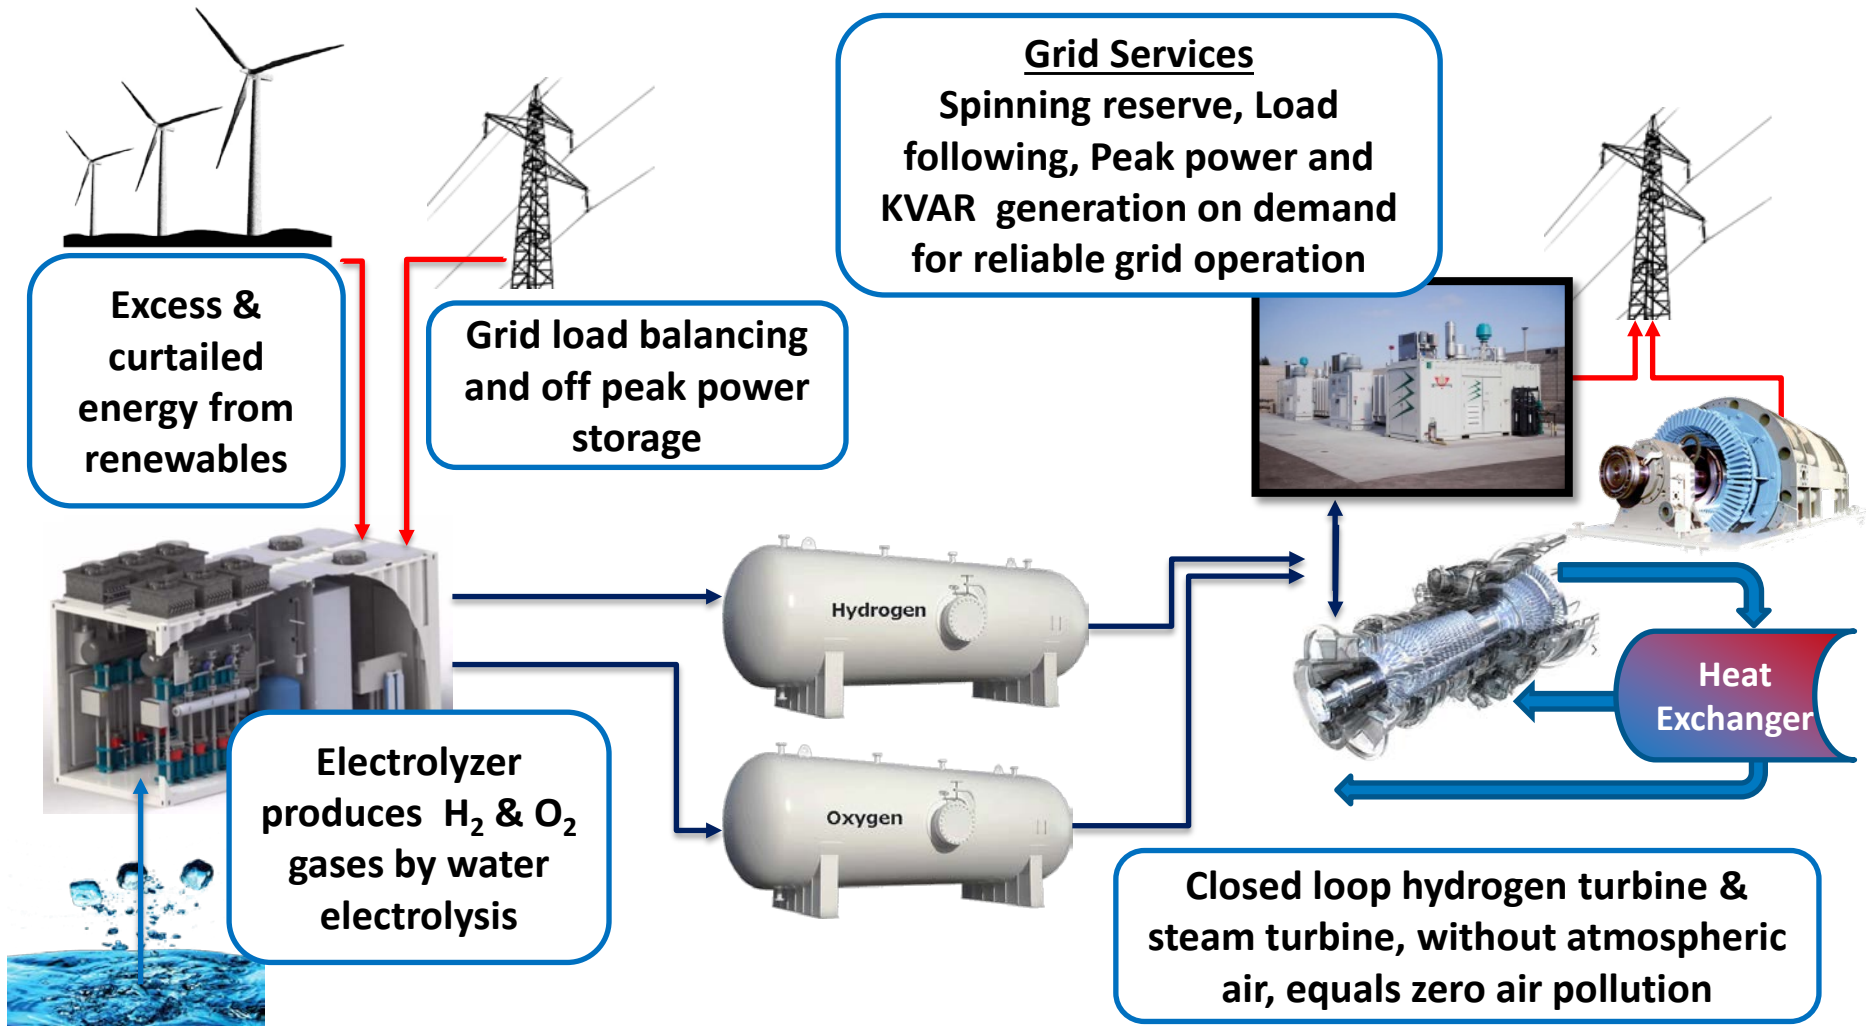 Grid Services
Spinning reserve, Load
following, Peak power and
KVAR generation on demand
for reliable grid operation
Excess &
curtailed
energy from
renewables
Grid load balancing
and off peak power
storage
Hydrogen
Heat
Exchanger
Electrolyzer
produces H₂ & O₂
gases by water
electrolysis
Oxygen
Closed loop hydrogen turbine &
steam turbine, without atmospheric
air, equals zero air pollution